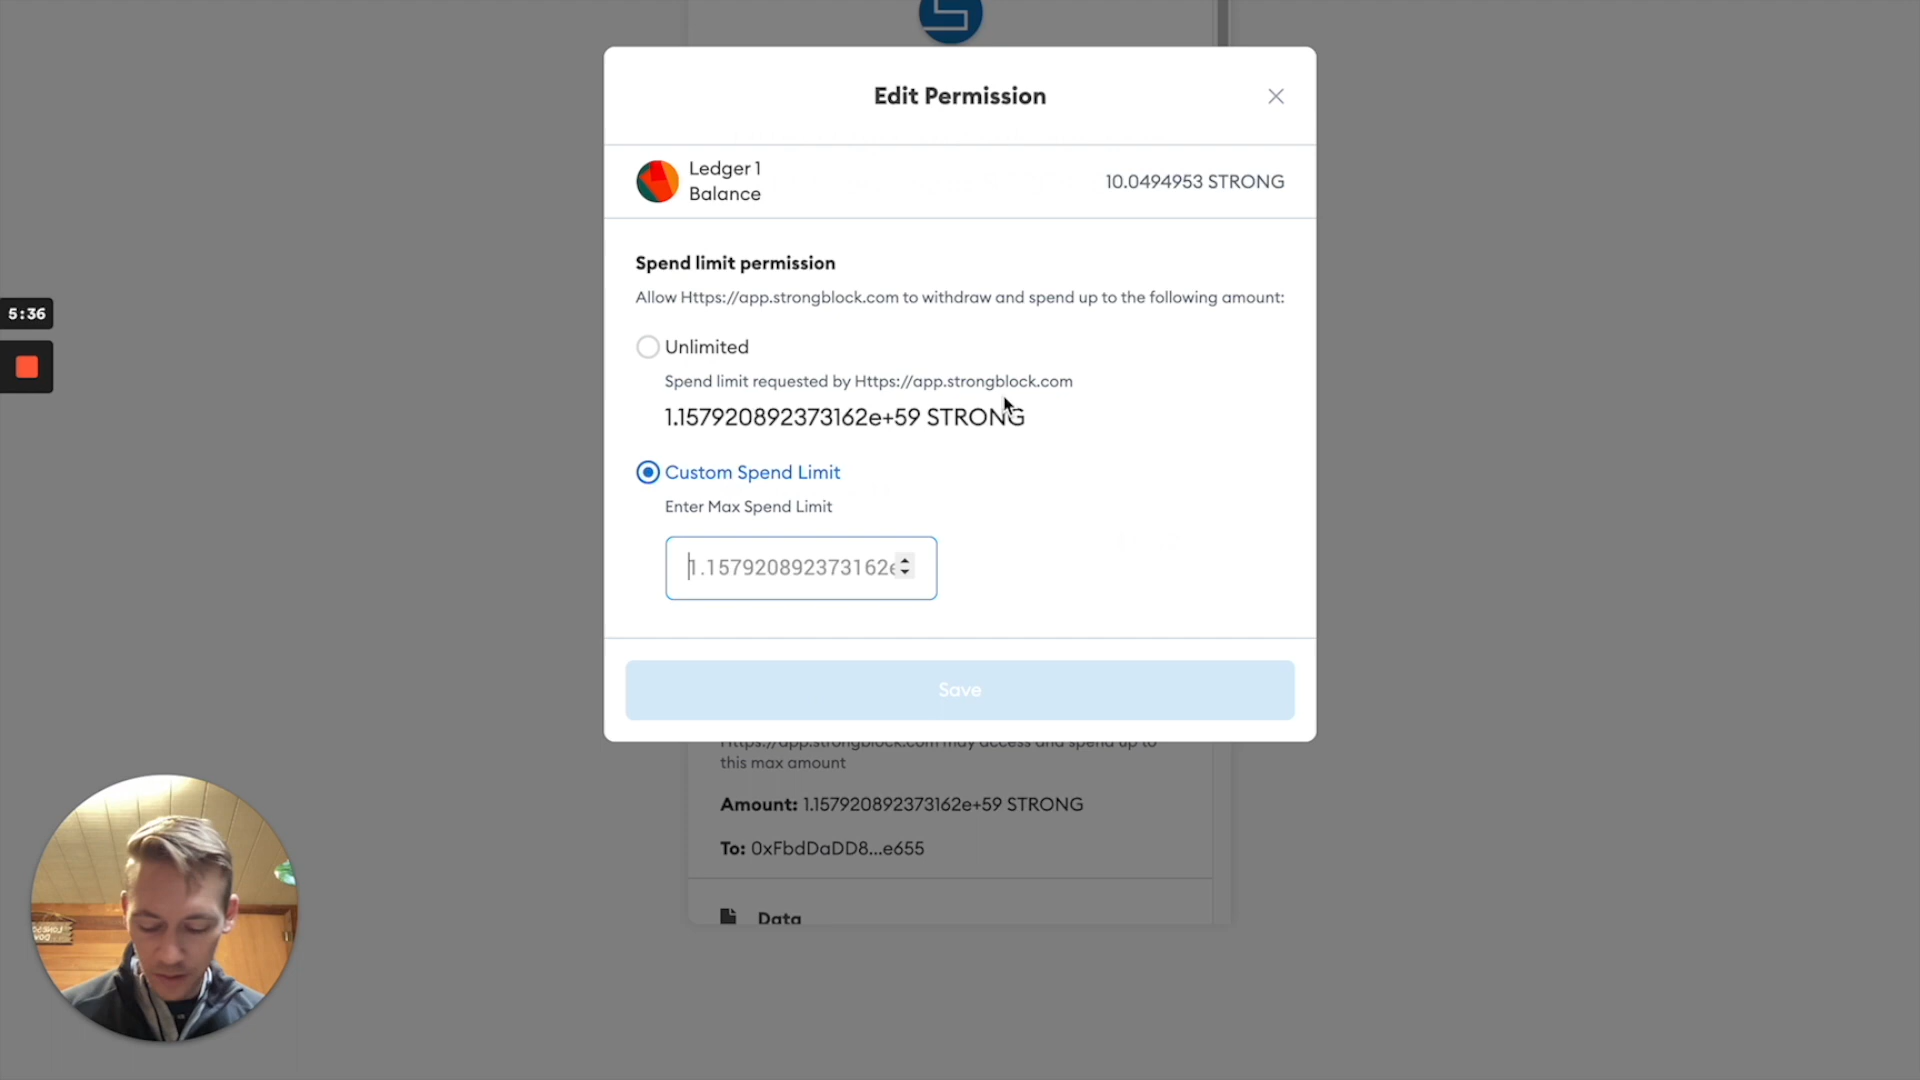 Edit Permission
Ledger 1
Balance
10.0494953 STRONG
Spend limit permission
Allow Https://app.strongblock.com to withdraw and spend up to the following amount:
Unlimited
Spend limit requested by Https://app.strongblock.com
1.157920892373162e+59 STRONG
Custom Spend Limit
Enter Max Spend Limit
1.157920892373162e
Save
5:36
Https://app.strongblock.com may access and spend up to
this max amount
Amount: 1.157920892373162e+59 STRONG
To: 0xFbdDaDD8...e655
Data